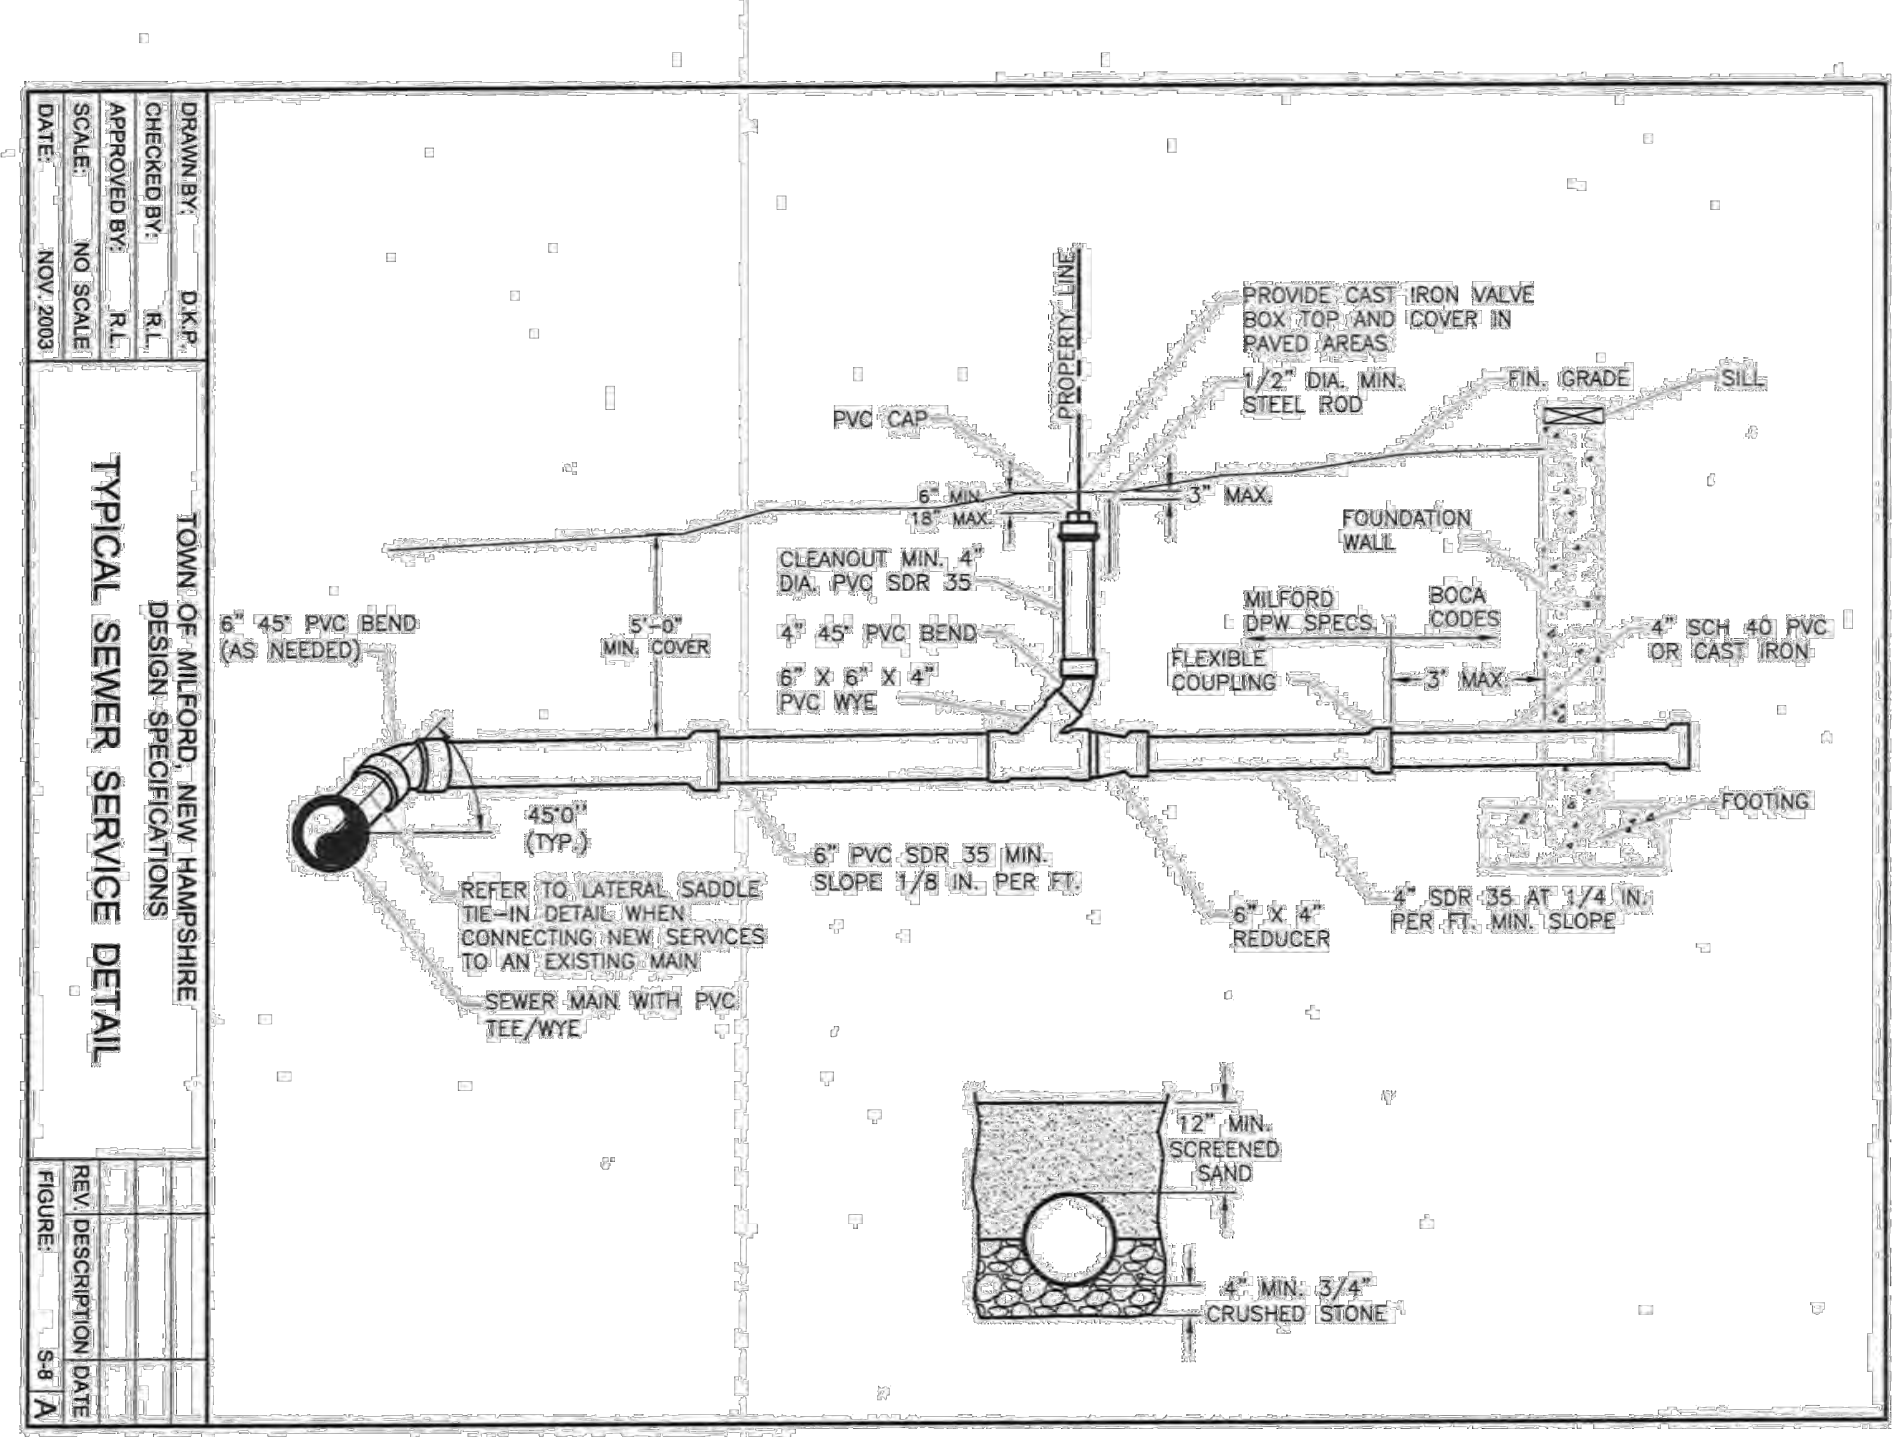 PROPERTY LINE
PROVIDE CAST IRON VALVE
BOX TOP AND COVER IN
PAVED AREAS
1/2" DIA. MIN.
STEEL ROD
FIN. GRADE
SILL
PVC CAP
6" MIN.
18" MAX.
3" MAX.
FOUNDATION
WALL
CLEANOUT MIN. 4"
DIA. PVC SDR 35
MILFORD
DPW SPECS.
BOCA
CODES
6" 45° PVC BEND
(AS NEEDED)
5'-0"
MIN. COVER
4" 45° PVC BEND
4" SCH 40 PVC
OR CAST IRON
FLEXIBLE
COUPLING
3' MAX.
6" X 6" X 4"
PVC WYE
45°0"
(TYP.)
FOOTING
6" PVC SDR 35 MIN.
SLOPE 1/8 IN. PER FT.
REFER TO LATERAL SADDLE
TIE-IN DETAIL WHEN
CONNECTING NEW SERVICES
TO AN EXISTING MAIN
6" X 4"
REDUCER
4" SDR 35 AT 1/4 IN.
PER FT. MIN. SLOPE
SEWER MAIN WITH PVC
TEE/WYE
12" MIN.
SCREENED
SAND
4" MIN. 3/4"
CRUSHED STONE
DRAWN BY: D.K.P.
CHECKED BY: R.L.
APPROVED BY: R.L.
SCALE: NO SCALE
DATE: NOV. 2003
TOWN OF MILFORD, NEW HAMPSHIRE
DESIGN SPECIFICATIONS
TYPICAL SEWER SERVICE DETAIL
REV. DESCRIPTION DATE
FIGURE: S-8 A